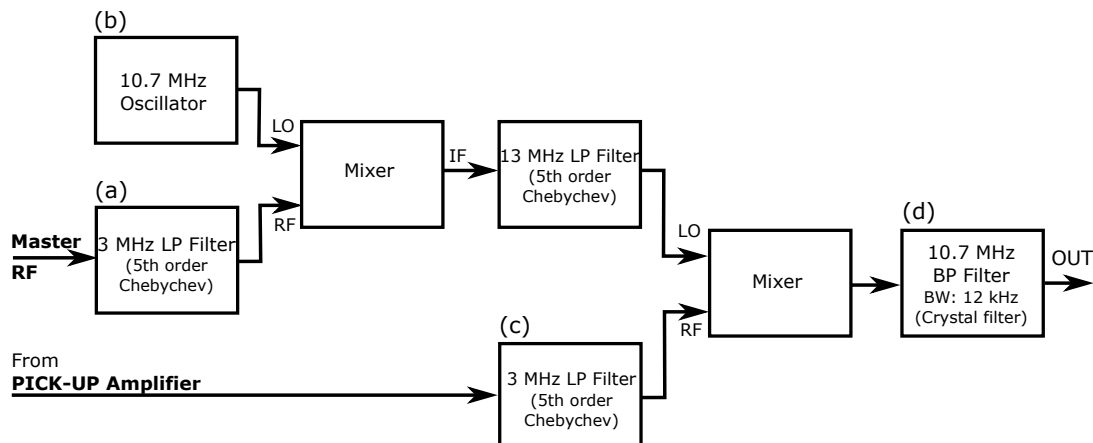 (b)
10.7 MHz
Oscillator
LO
Mixer
IF
13 MHz LP Filter
(5th order
Chebychev)
(a)
Master
RF
3 MHz LP Filter
(5th order
Chebychev)
RF
LO
Mixer
RF
(d)
10.7 MHz
BP Filter
BW: 12 kHz
(Crystal filter)
OUT
From
PICK-UP Amplifier
(c)
3 MHz LP Filter
(5th order
Chebychev)